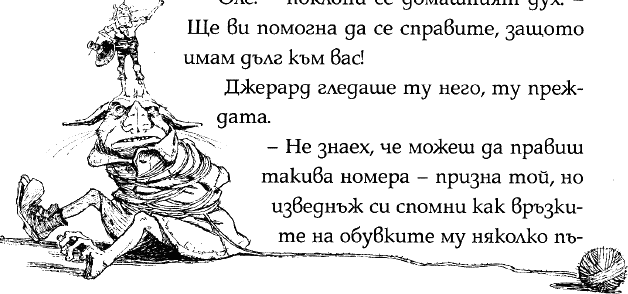 Оле! – поклони се домашният дух. –
Ще ви помогна да се справите, защото
имам дълг към вас!
Джерард гледаше ту него, ту преж-
дата.
– Не знаех, че можеш да правиш
такива номера – призна той, но
изведнъж си спомни как връзки-
те на обувките му няколко пъ-